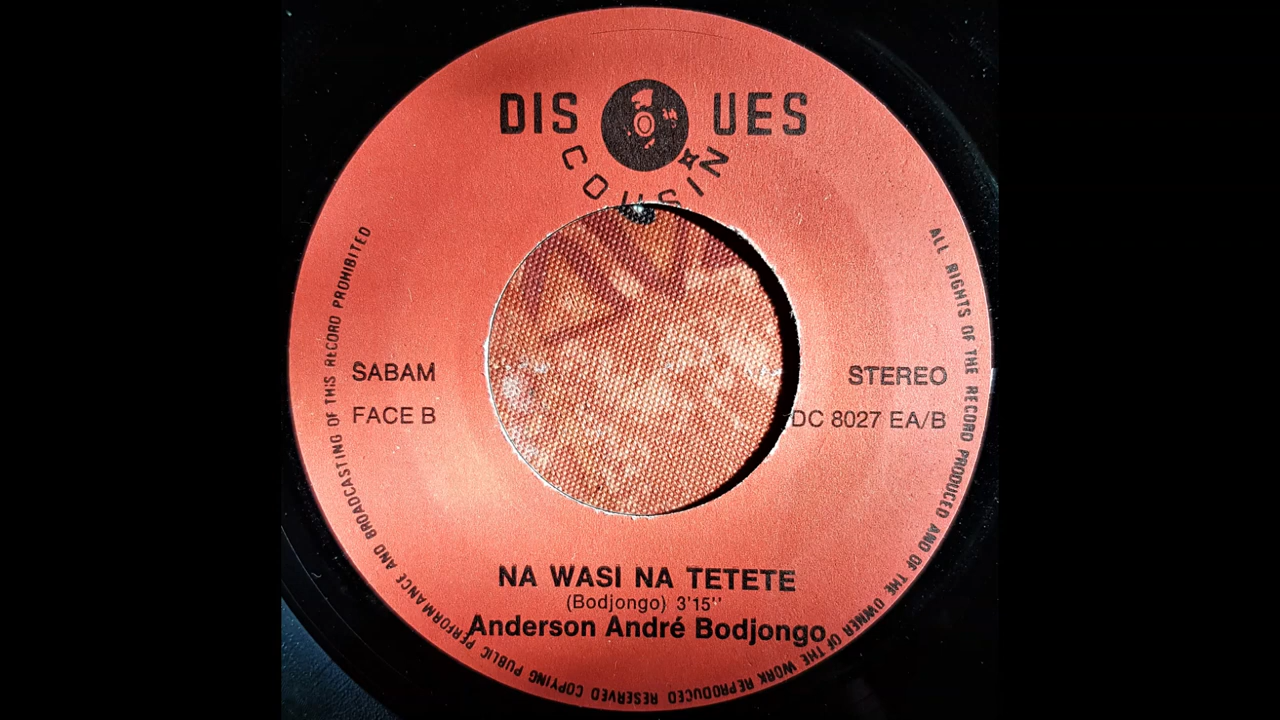 DISQUES
COUSIN
SABAM
FACE B
STEREO
DC 8027 EA/B
NA WASI NA TETETE
(Bodjongo) 3'15''
Anderson André Bodjongo
ALL RIGHTS OF THE RECORD PRODUCED AND OF THE OWNER OF THE WORK REPRODUCED RESERVED COPYING PUBLIC PERFORMANCE AND BROADCASTING OF THIS RECORD PROHIBITED